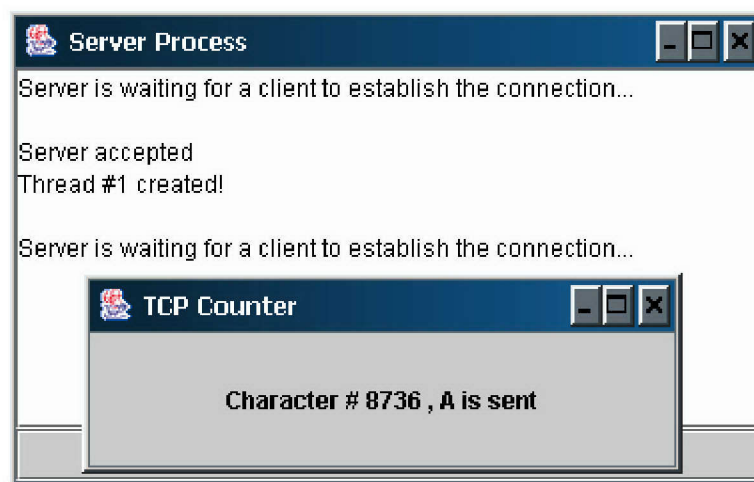 Server Process
Server is waiting for a client to establish the connection...
Server accepted
Thread #1 created!
Server is waiting for a client to establish the connection...
TCP Counter
Character # 8736 , A is sent